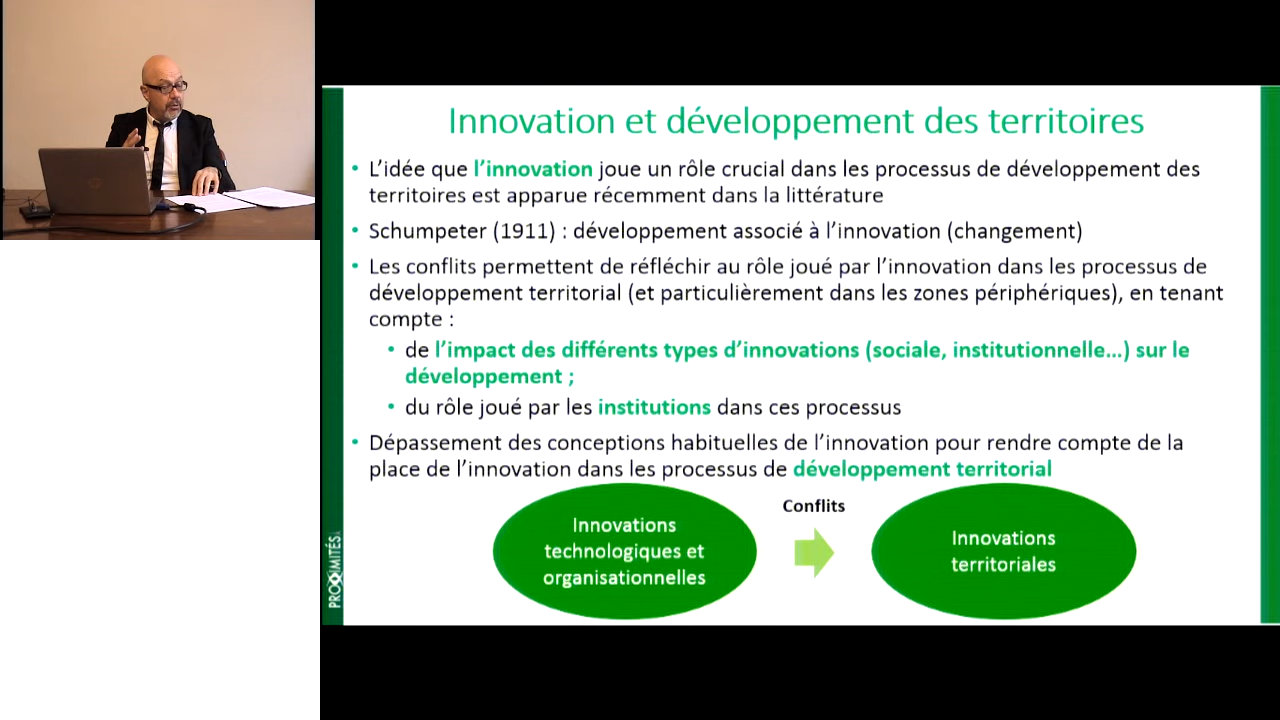 Innovation et développement des territoires
• L’idée que l’innovation joue un rôle crucial dans les processus de développement des
territoires est apparue récemment dans la littérature
• Schumpeter (1911) : développement associé à l’innovation (changement)
• Les conflits permettent de réfléchir au rôle joué par l’innovation dans les processus de
développement territorial (et particulièrement dans les zones périphériques), en tenant
compte :
• de l’impact des différents types d’innovations (sociale, institutionnelle…) sur le
développement ;
• du rôle joué par les institutions dans ces processus
• Dépassement des conceptions habituelles de l’innovation pour rendre compte de la
place de l’innovation dans les processus de développement territorial
Innovations
technologiques et
organisationnelles
Conflits
Innovations
territoriales
PROXIMITÉS